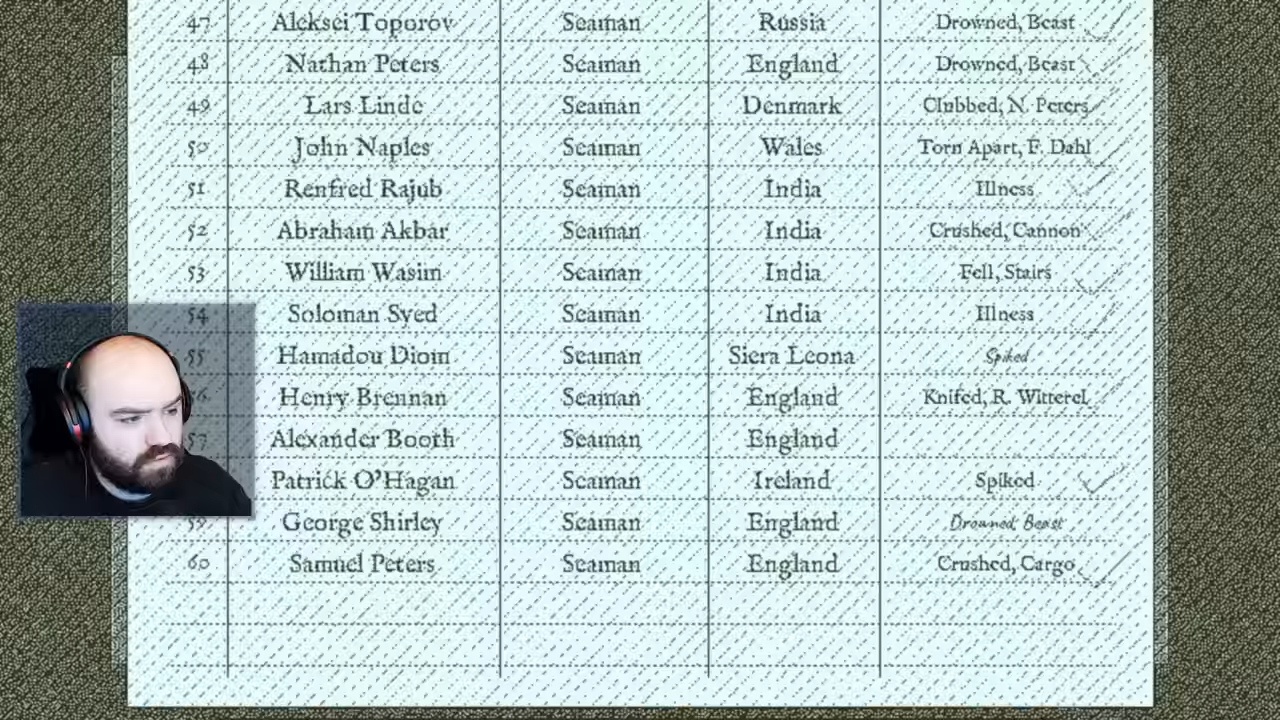 47 Aleksei Toporov Seaman Russia Drowned, Beast
48 Nathan Peters Seaman England Drowned, Beast
49 Lars Linde Seaman Denmark Clubbed, N. Peters
50 John Naples Seaman Wales Torn Apart, F. Dahl
51 Renfred Rajub Seaman India Illness
52 Abraham Akbar Seaman India Crushed, Cannon
53 William Wasim Seaman India Fell, Stairs
54 Soloman Syed Seaman India Illness
55 Hamadou Diom Seaman Siera Leona Spiked
56 Henry Brennan Seaman England Knifed, R. Witterel
57 Alexander Booth Seaman England
Patrick O'Hagan Seaman Ireland Spiked
59 George Shirley Seaman England Drowned, Beast
60 Samuel Peters Seaman England Crushed, Cargo